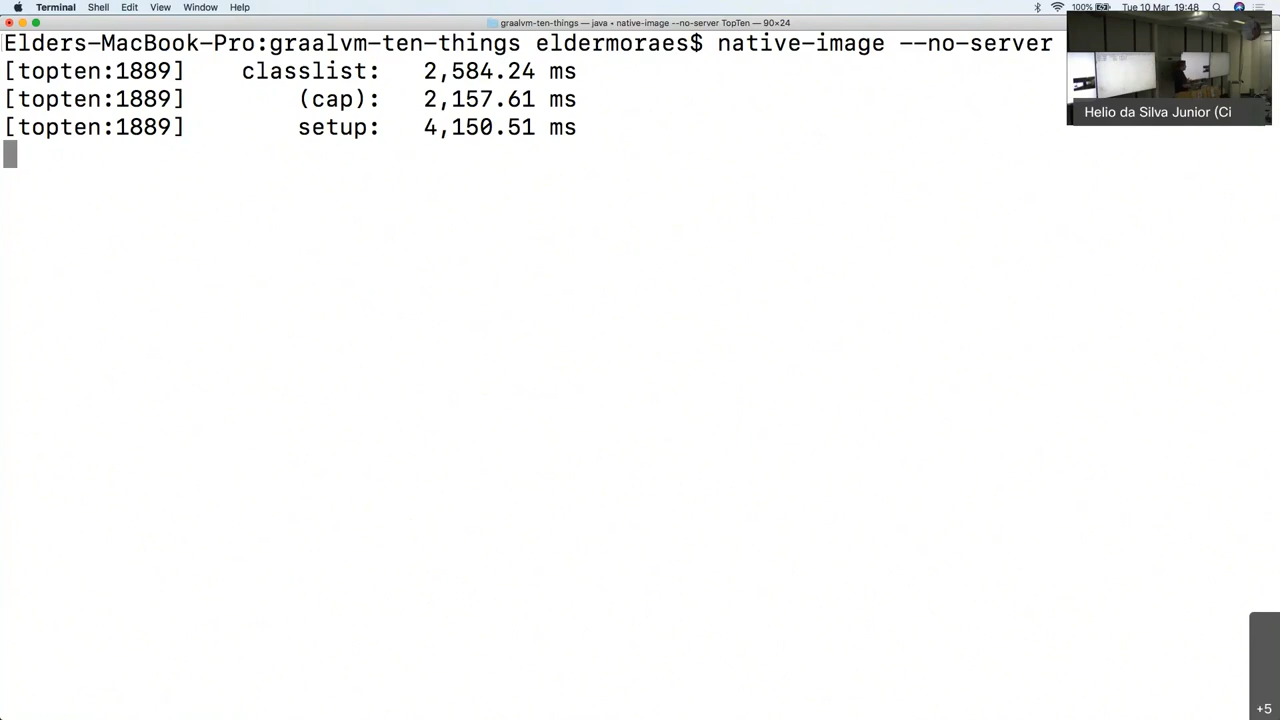 Terminal Shell Edit View Window Help 100% Tue 10 Mar 19:48
graalvm-ten-things — java • native-image --no-server TopTen — 90×24
Elders-MacBook-Pro:graalvm-ten-things eldermoraes$ native-image --no-server
[topten:1889] classlist: 2,584.24 ms
[topten:1889] (cap): 2,157.61 ms
[topten:1889] setup: 4,150.51 ms
Helio da Silva Junior (Ci
+5